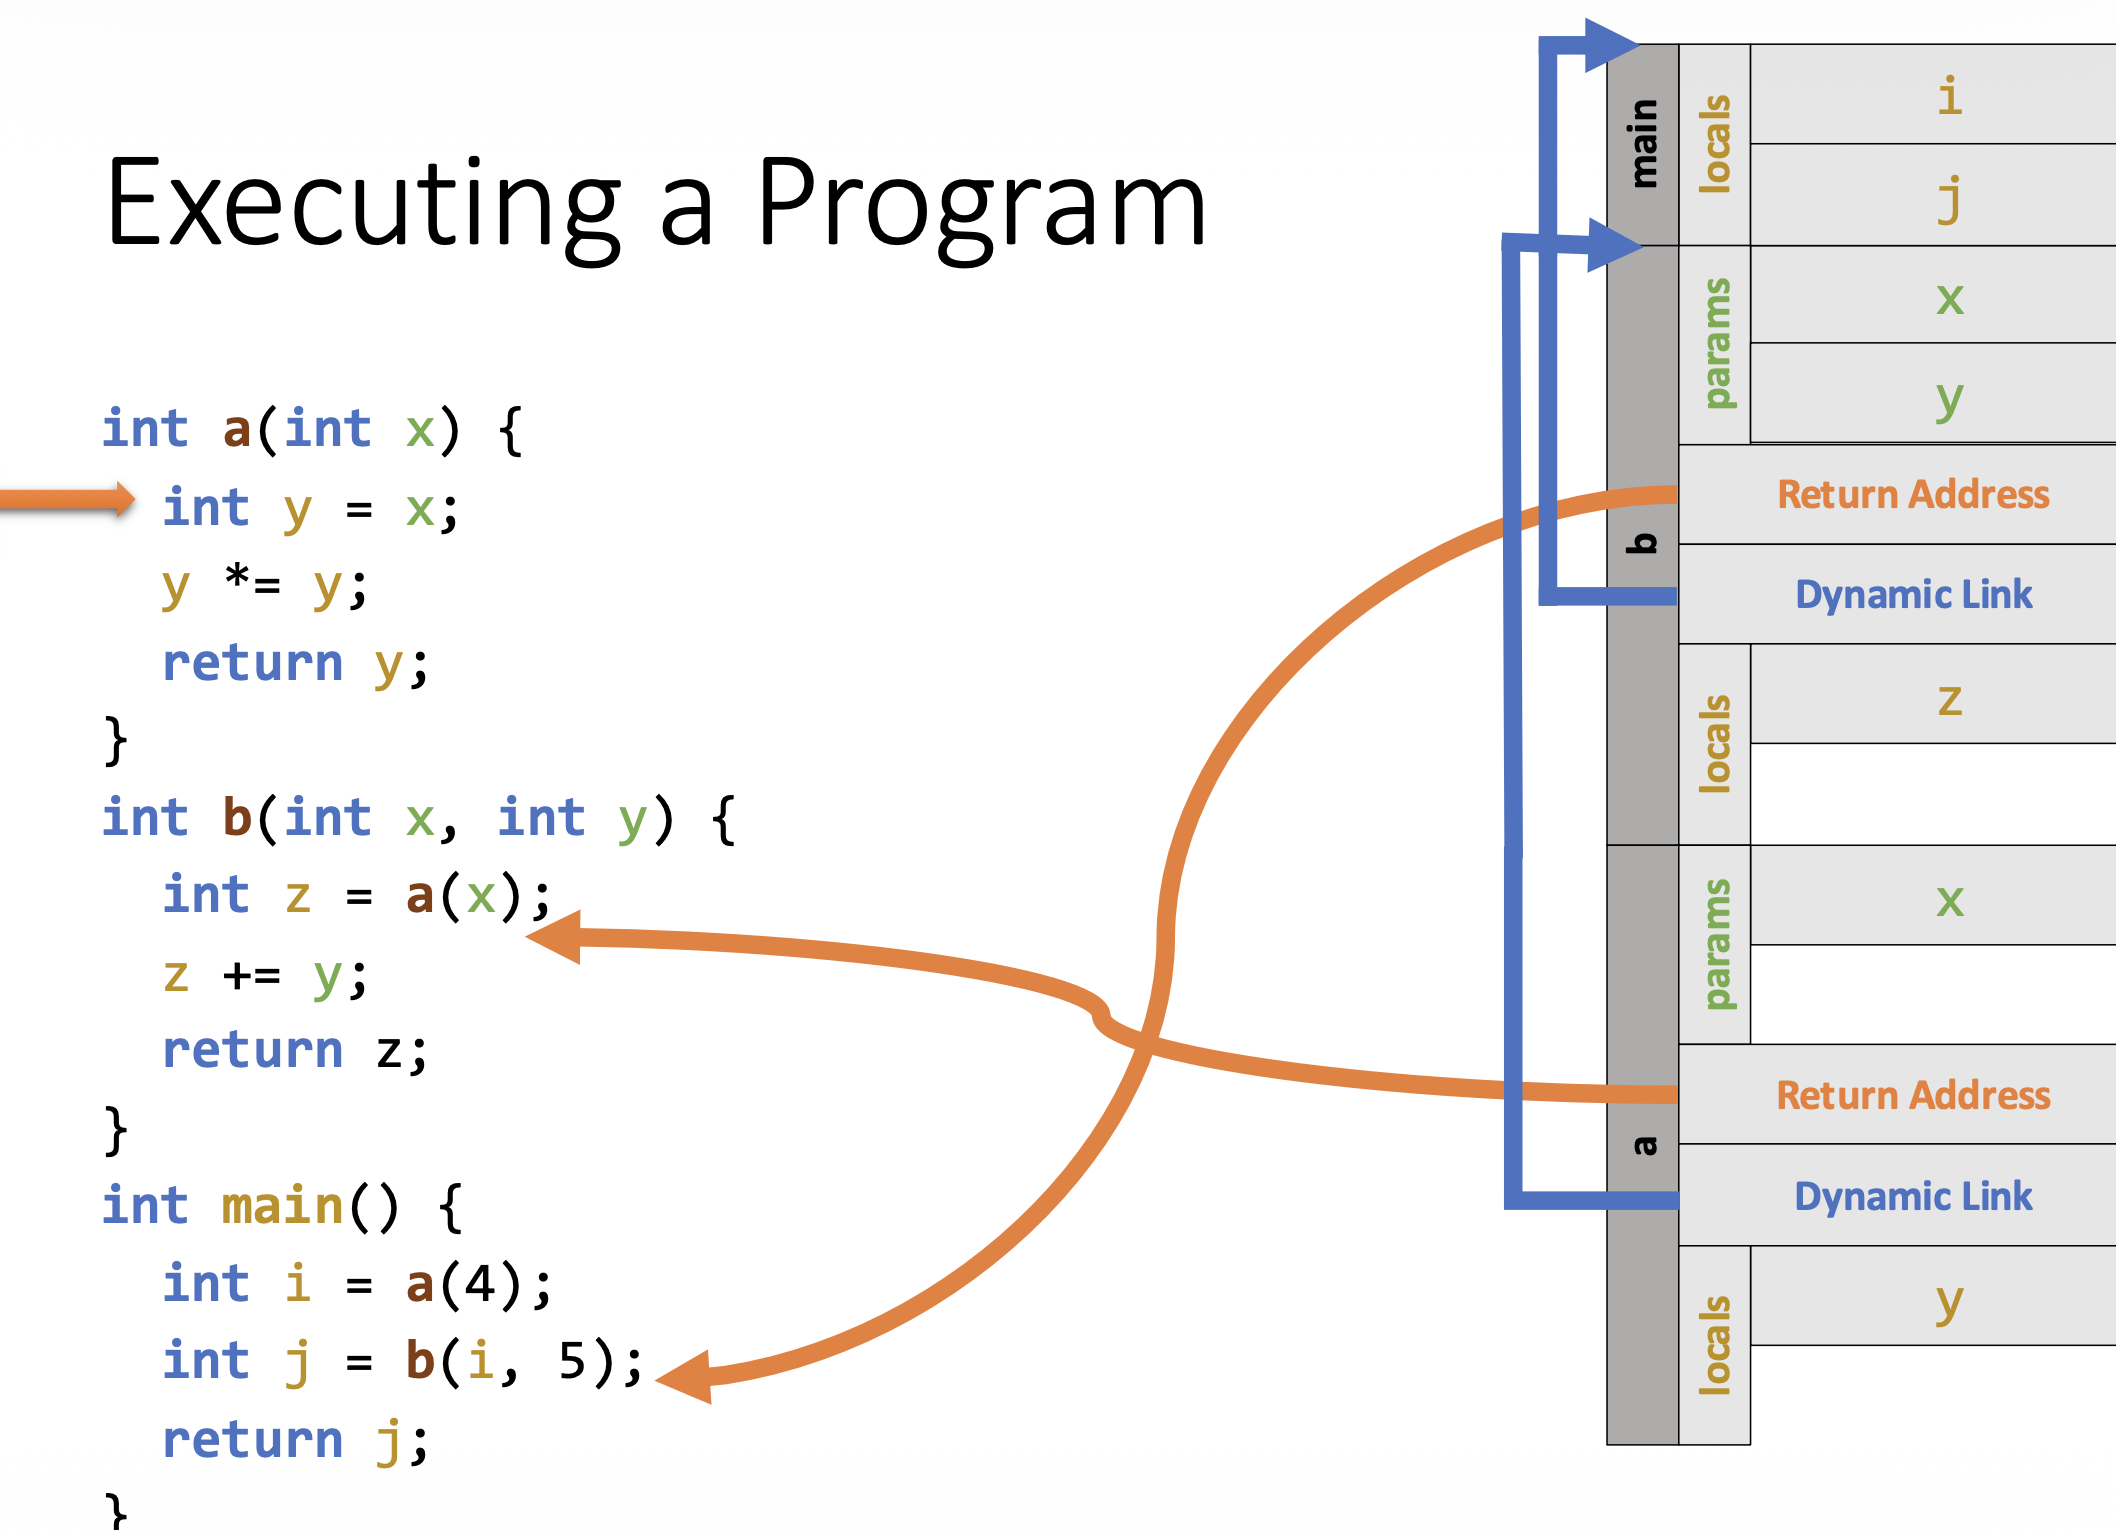 Executing a Program
int a(int x) {
int y = x;
y *= y;
return y;
}
int b(int x, int y) {
int z = a(x);
z += y;
return z;
}
int main() {
int i = a(4);
int j = b(i, 5);
return j;
}
main
locals
i
j
b
params
x
y
Return Address
Dynamic Link
locals
z
a
params
x
Return Address
Dynamic Link
locals
y